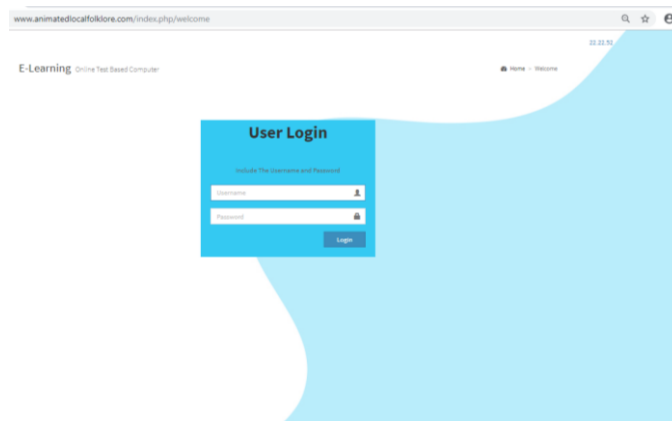 www.animatedlocalfolklore.com/index.php/welcome
22:21:51
E-Learning Online Test Based Computer
Home > Welcome
User Login
Include The Username and Password
Username
Password
Login